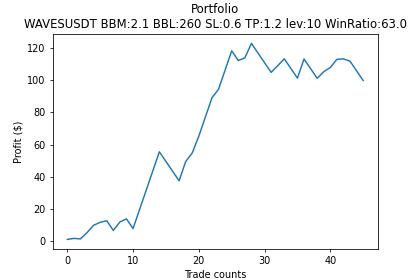 Portfolio
WAVESUSDT BBM:2.1 BBL:260 SL:0.6 TP:1.2 lev:10 WinRatio:63.0
120
100
80
60
40
20
0
Profit ($)
0 10 20 30 40
Trade counts